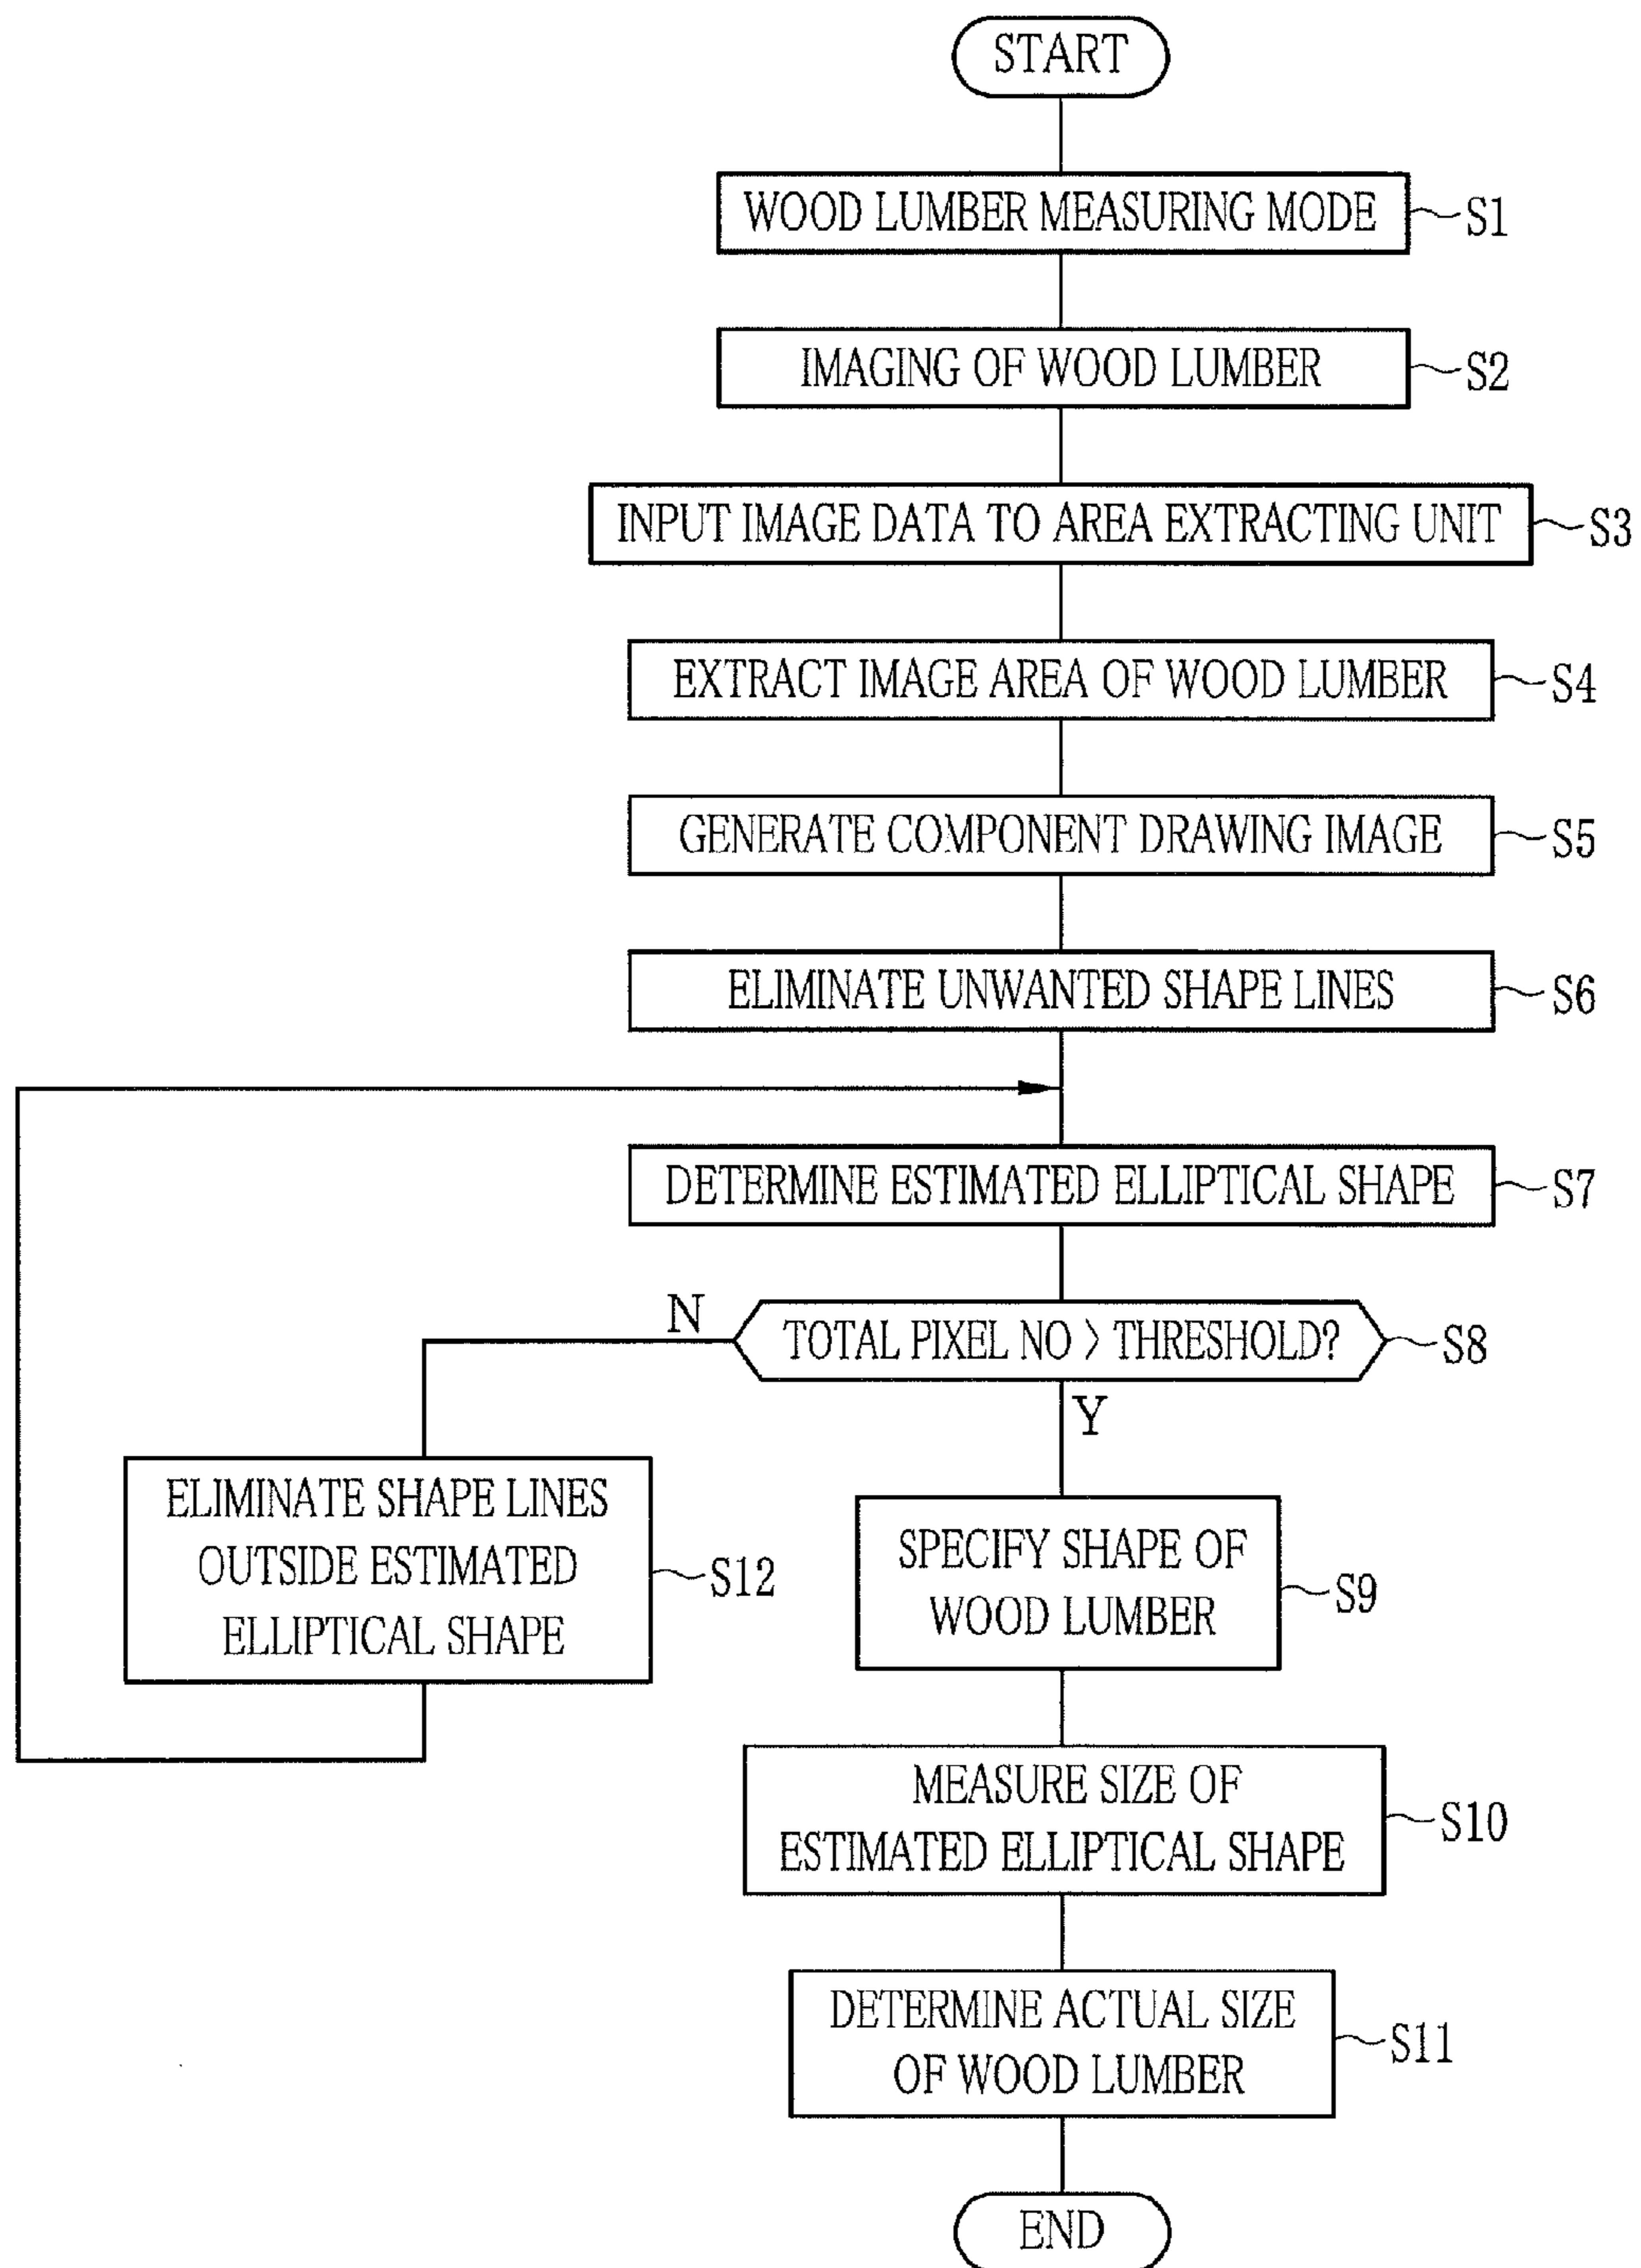 START
WOOD LUMBER MEASURING MODE S1
IMAGING OF WOOD LUMBER S2
INPUT IMAGE DATA TO AREA EXTRACTING UNIT S3
EXTRACT IMAGE AREA OF WOOD LUMBER S4
GENERATE COMPONENT DRAWING IMAGE S5
ELIMINATE UNWANTED SHAPE LINES S6
DETERMINE ESTIMATED ELLIPTICAL SHAPE S7
N
TOTAL PIXEL NO > THRESHOLD? S8
Y
ELIMINATE SHAPE LINES
OUTSIDE ESTIMATED
ELLIPTICAL SHAPE
S12
SPECIFY SHAPE OF
WOOD LUMBER
S9
MEASURE SIZE OF
ESTIMATED ELLIPTICAL SHAPE
S10
DETERMINE ACTUAL SIZE
OF WOOD LUMBER
S11
END